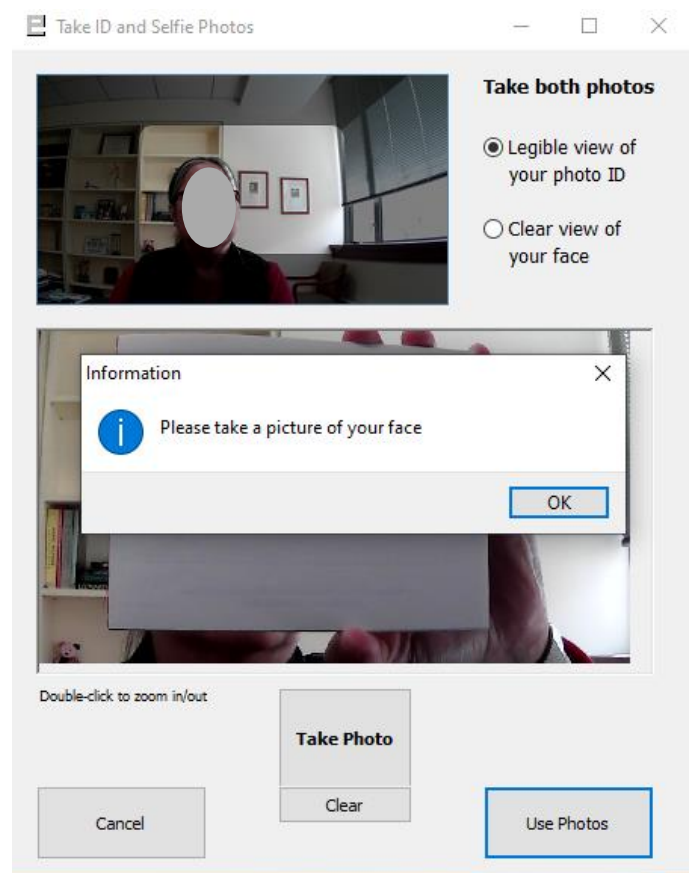 Take ID and Selfie Photos
Take both photos
Legible view of
your photo ID
Clear view of
your face
Information
Please take a picture of your face
OK
Double-click to zoom in/out
Take Photo
Clear
Cancel
Use Photos